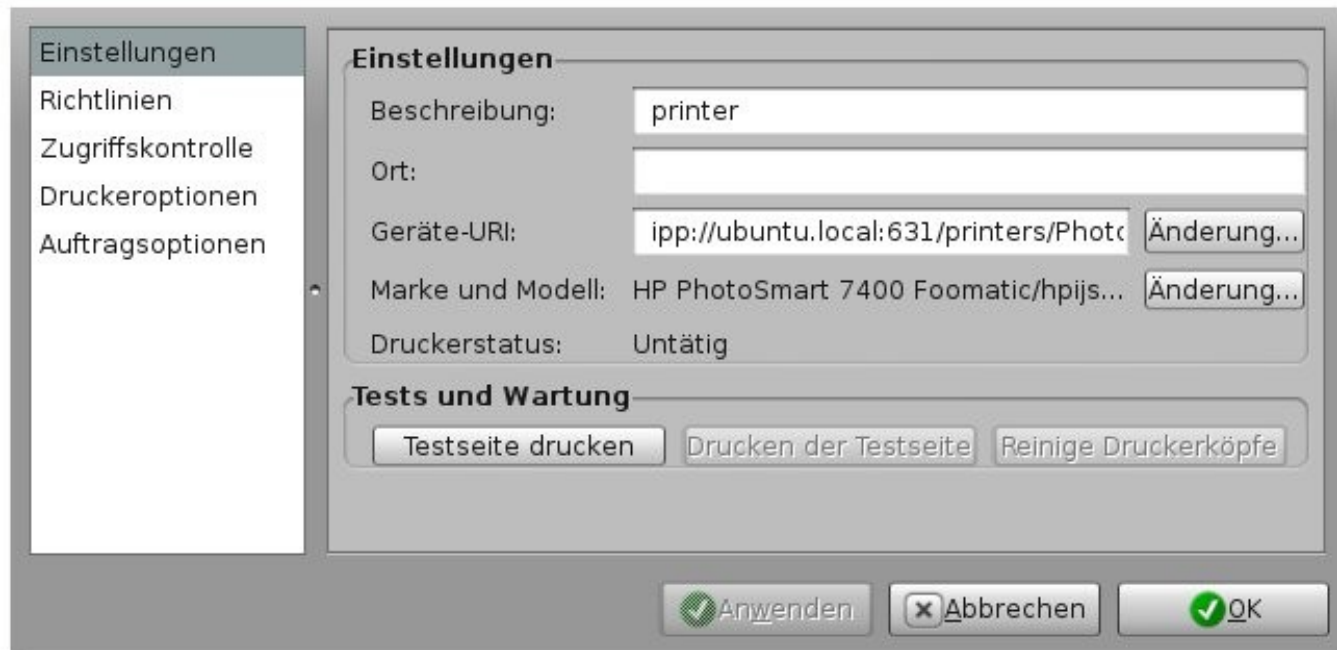 Einstellungen
Richtlinien
Zugriffskontrolle
Druckeroptionen
Auftragsoptionen
Einstellungen
Beschreibung: printer
Ort:
Geräte-URI: ipp://ubuntu.local:631/printers/Photo Änderung...
Marke und Modell: HP PhotoSmart 7400 Foomatic/hpijs... Änderung...
Druckerstatus: Untätig
Tests und Wartung
Testseite drucken Drucken der Testseite Reinige Druckerköpfe
Anwenden Abbrechen OK